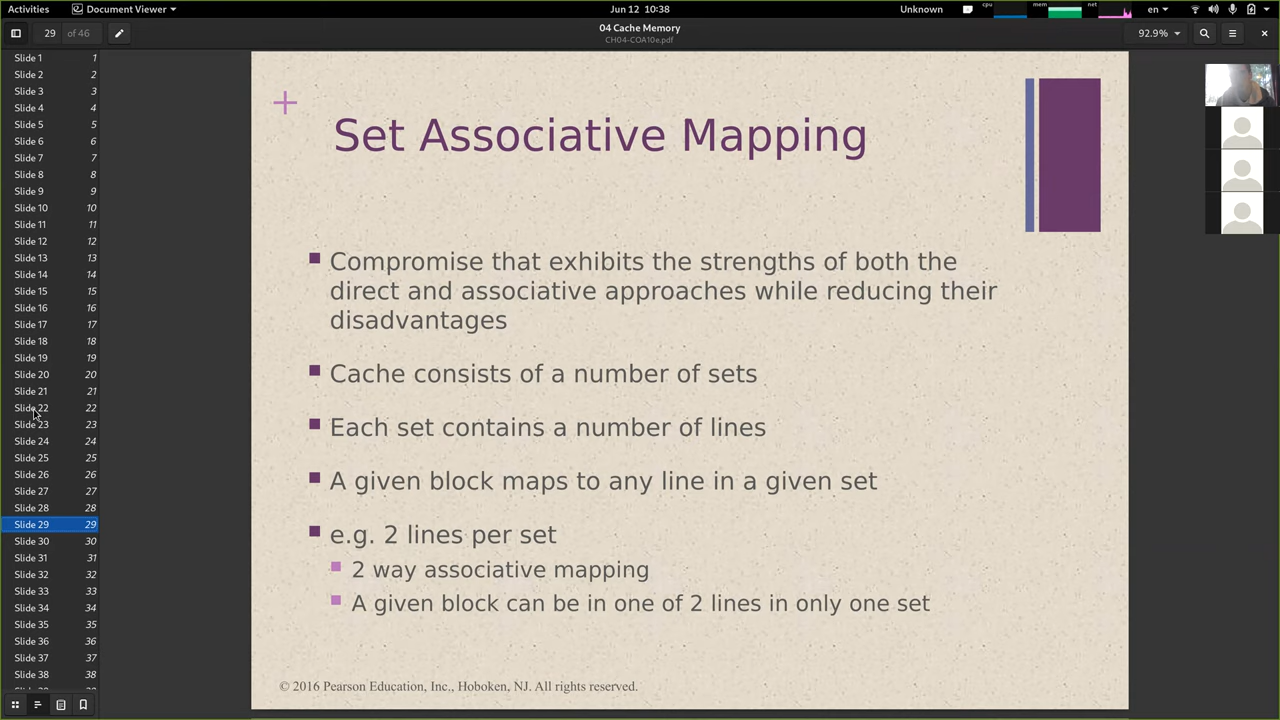 Activities
Document Viewer
Jun 12 10:38
Unknown
cpu
mem
net
en
29 of 46
04 Cache Memory
CH04-COA10e.pdf
92.9%
Slide 1 1
Slide 2 2
Slide 3 3
Slide 4 4
Slide 5 5
Slide 6 6
Slide 7 7
Slide 8 8
Slide 9 9
Slide 10 10
Slide 11 11
Slide 12 12
Slide 13 13
Slide 14 14
Slide 15 15
Slide 16 16
Slide 17 17
Slide 18 18
Slide 19 19
Slide 20 20
Slide 21 21
Slide 22 22
Slide 23 23
Slide 24 24
Slide 25 25
Slide 26 26
Slide 27 27
Slide 28 28
Slide 29 29
Slide 30 30
Slide 31 31
Slide 32 32
Slide 33 33
Slide 34 34
Slide 35 35
Slide 36 36
Slide 37 37
Slide 38 38
+
Set Associative Mapping
Compromise that exhibits the strengths of both the
direct and associative approaches while reducing their
disadvantages
Cache consists of a number of sets
Each set contains a number of lines
A given block maps to any line in a given set
e.g. 2 lines per set
2 way associative mapping
A given block can be in one of 2 lines in only one set
© 2016 Pearson Education, Inc., Hoboken, NJ. All rights reserved.